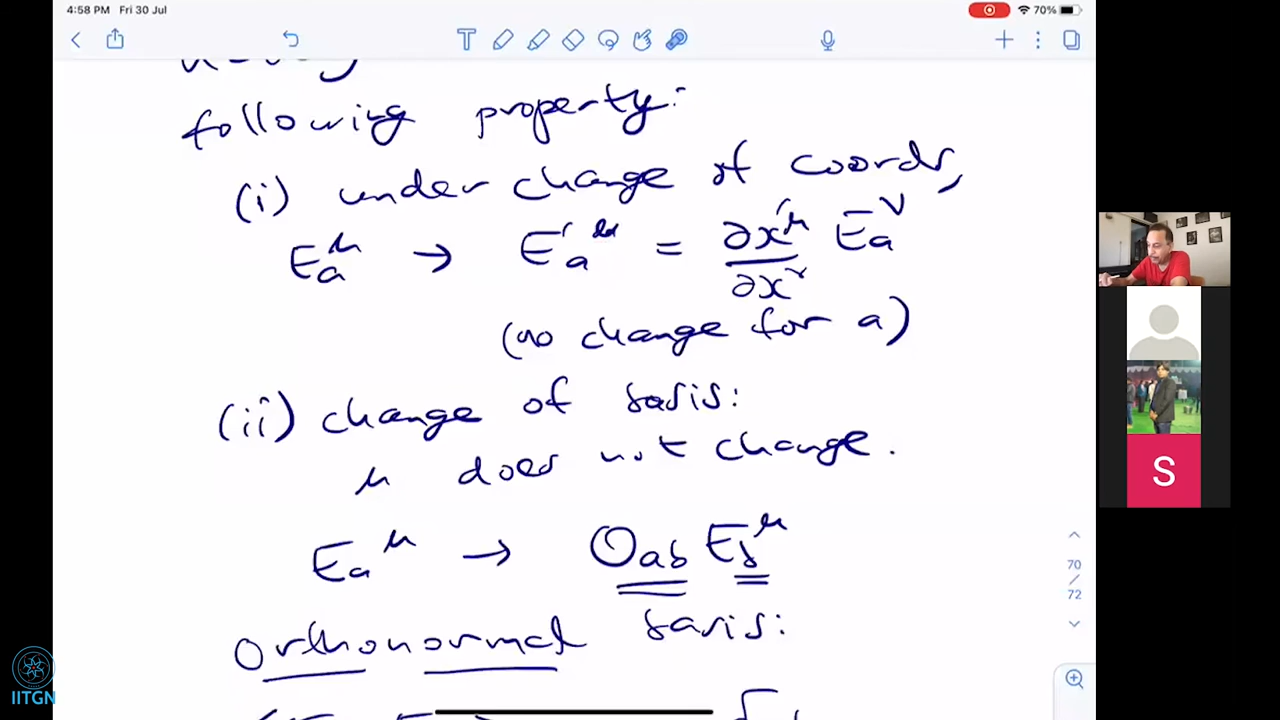 4:58 PM Fri 30 Jul
70%
following property:
(i) under change of coords,
E_a^μ → E'_a^μ = ∂x'^μ/∂x^ν E_a^ν
(no change for a)
(ii) change of basis:
μ does not change.
E_a^μ → O_ab E_b^μ
Orthonormal basis:
70
/
72
S
IITGN